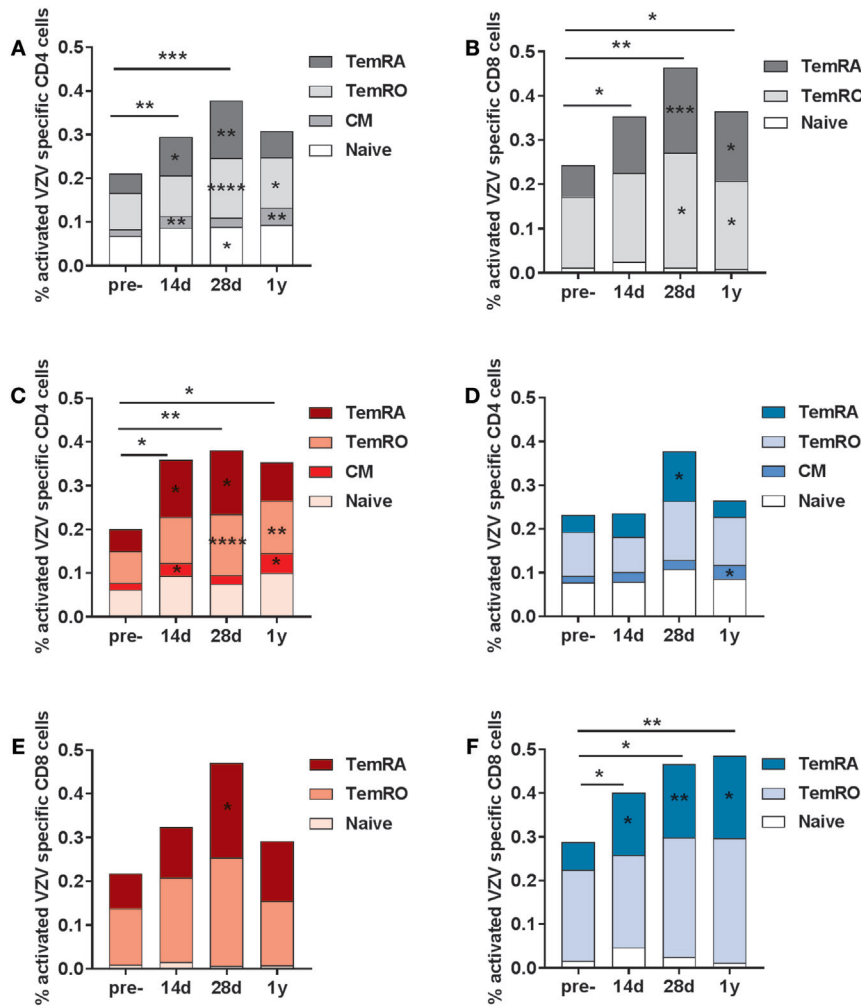 A
% activated VZV specific CD4 cells
0.5
0.4
0.3
0.2
0.1
0.0
***
**
*
**
**
****
*
*
**
pre-
14d
28d
1y
TemRA
TemRO
CM
Naive
B
% activated VZV specific CD8 cells
0.5
0.4
0.3
0.2
0.1
0.0
*
**
*
***
*
*
*
pre-
14d
28d
1y
TemRA
TemRO
Naive
C
% activated VZV specific CD4 cells
0.5
0.4
0.3
0.2
0.1
0.0
*
**
*
*
*
*
****
**
*
pre-
14d
28d
1y
TemRA
TemRO
CM
Naive
D
% activated VZV specific CD4 cells
0.5
0.4
0.3
0.2
0.1
0.0
*
*
pre-
14d
28d
1y
TemRA
TemRO
CM
Naive
E
% activated VZV specific CD8 cells
0.5
0.4
0.3
0.2
0.1
0.0
*
pre-
14d
28d
1y
TemRA
TemRO
Naive
F
% activated VZV specific CD8 cells
0.5
0.4
0.3
0.2
0.1
0.0
**
*
*
*
**
*
pre-
14d
28d
1y
TemRA
TemRO
Naive